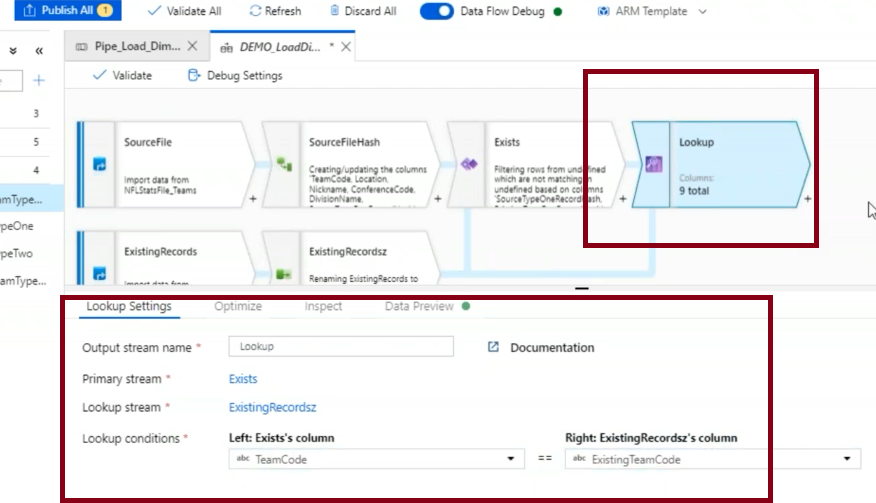 Publish All 1 Validate All Refresh Discard All Data Flow Debug ARM Template
Pipe_Load_Dim... DEMO_LoadDi... *
Validate Debug Settings
3
5
4
amType...
peOne
peTwo
amType...
SourceFile
Import data from
NFLStatsFile_Teams
SourceFileHash
Creating/updating the columns
'TeamCode, Location,
Nickname, ConferenceCode,
DivisionName,
Exists
Filtering rows from undefined
which are not matching in
undefined based on columns
'SourceTypeOneRecordHash,
Lookup
Columns:
9 total
+ + + +
ExistingRecords
Import data from
ExistingRecordsz
Renaming ExistingRecords to
Lookup Settings Optimize Inspect Data Preview
Output stream name * Lookup Documentation
Primary stream * Exists
Lookup stream * ExistingRecordsz
Lookup conditions * Left: Exists's column Right: ExistingRecordsz's column
abc TeamCode == abc ExistingTeamCode